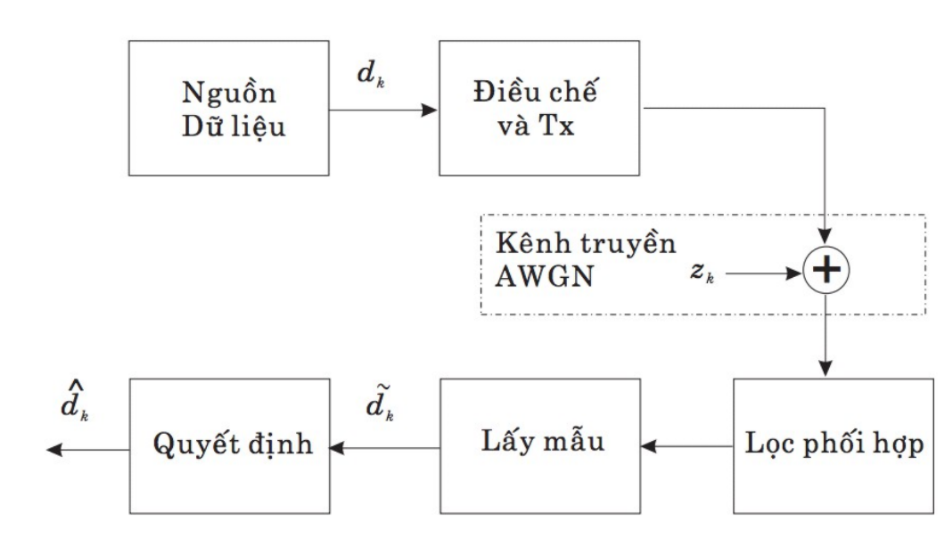 Nguồn
Dữ liệu
d_k
Điều chế
và Tx
Kênh truyền
AWGN
z_k
+
Lọc phối hợp
Lấy mẫu
d̃_k
Quyết định
d̂_k